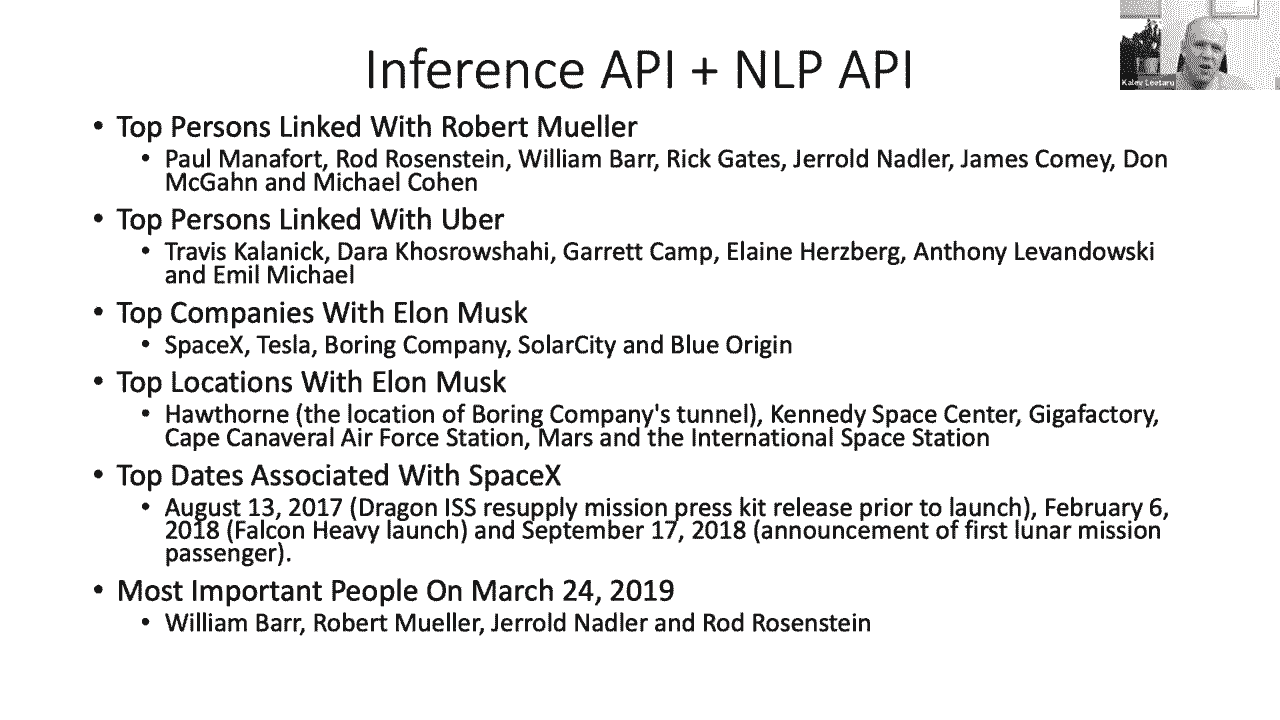 Inference API + NLP API
Kalev Leetaru
• Top Persons Linked With Robert Mueller
• Paul Manafort, Rod Rosenstein, William Barr, Rick Gates, Jerrold Nadler, James Comey, Don
McGahn and Michael Cohen
• Top Persons Linked With Uber
• Travis Kalanick, Dara Khosrowshahi, Garrett Camp, Elaine Herzberg, Anthony Levandowski
and Emil Michael
• Top Companies With Elon Musk
• SpaceX, Tesla, Boring Company, SolarCity and Blue Origin
• Top Locations With Elon Musk
• Hawthorne (the location of Boring Company's tunnel), Kennedy Space Center, Gigafactory,
Cape Canaveral Air Force Station, Mars and the International Space Station
• Top Dates Associated With SpaceX
• August 13, 2017 (Dragon ISS resupply mission press kit release prior to launch), February 6,
2018 (Falcon Heavy launch) and September 17, 2018 (announcement of first lunar mission
passenger).
• Most Important People On March 24, 2019
• William Barr, Robert Mueller, Jerrold Nadler and Rod Rosenstein